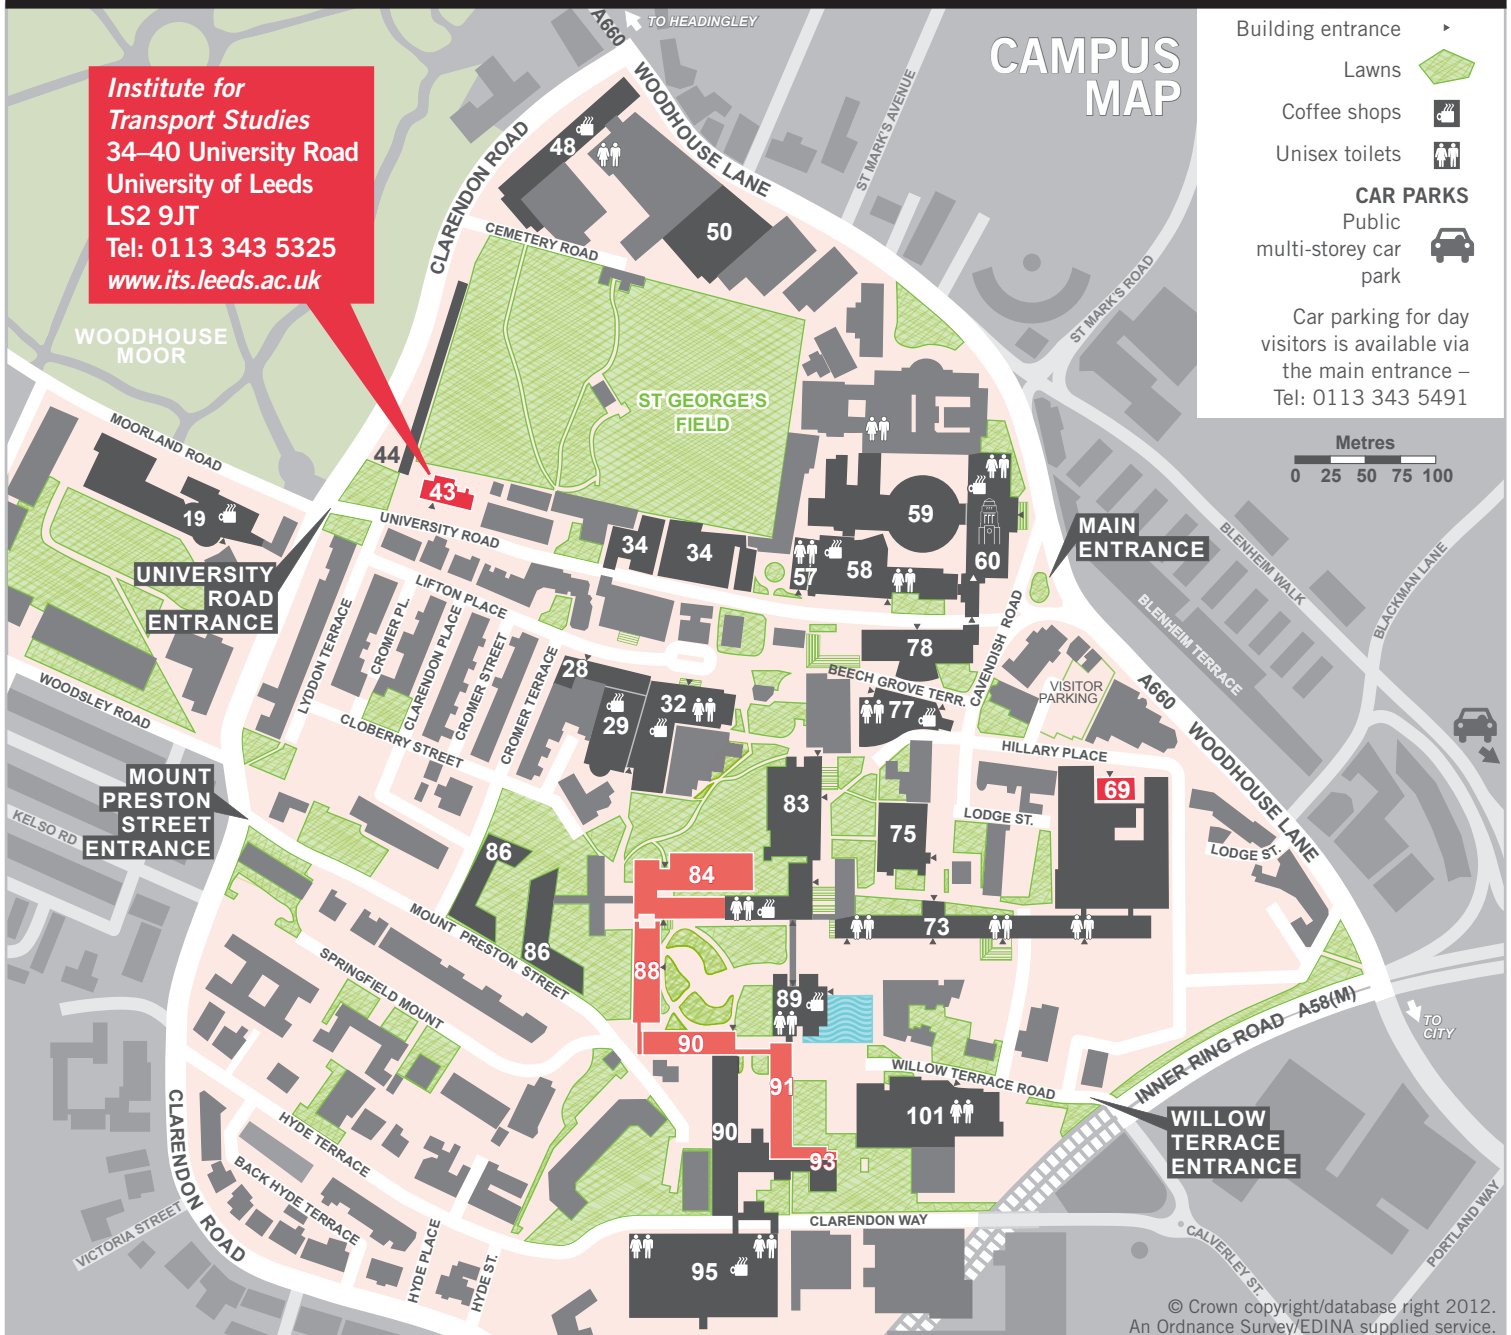 A660
TO HEADINGLEY
CAMPUS
MAP
Building entrance
Lawns
Coffee shops
Unisex toilets
CAR PARKS
Public
multi-storey car
park
Car parking for day
visitors is available via
the main entrance –
Tel: 0113 343 5491
Metres
0 25 50 75 100
Institute for
Transport Studies
34–40 University Road
University of Leeds
LS2 9JT
Tel: 0113 343 5325
www.its.leeds.ac.uk
WOODHOUSE LANE
ST MARK'S AVENUE
CLARENDON ROAD
48
50
CEMETERY ROAD
ST MARK'S ROAD
WOODHOUSE
MOOR
ST GEORGE'S
FIELD
MOORLAND ROAD
44
43
19
UNIVERSITY ROAD
34
34
57
58
59
60
MAIN
ENTRANCE
BLENHEIM WALK
BLACKMAN LANE
BLENHEIM TERRACE
UNIVERSITY
ROAD
ENTRANCE
LIFTON PLACE
LYDDON TERRACE
CROMER PL.
CLARENDON PLACE
CROMER STREET
CROMER TERRACE
CLOBERRY STREET
WOODSLEY ROAD
28
29
32
78
BEECH GROVE TERR.
CAVENDISH ROAD
77
VISITOR
PARKING
A660
WOODHOUSE LANE
HILLARY PLACE
69
LODGE ST.
LODGE ST.
MOUNT
PRESTON
STREET
ENTRANCE
KELSO RD
83
75
86
84
86
MOUNT PRESTON STREET
73
88
89
SPRINGFIELD MOUNT
90
91
WILLOW TERRACE ROAD
101
90
93
INNER RING ROAD A58(M)
TO
CITY
WILLOW
TERRACE
ENTRANCE
HYDE TERRACE
BACK HYDE TERRACE
CLARENDON ROAD
VICTORIA STREET
HYDE PLACE
HYDE ST.
CLARENDON WAY
95
CALVERLEY ST.
PORTLAND WAY
© Crown copyright/database right 2012.
An Ordnance Survey/EDINA supplied service.